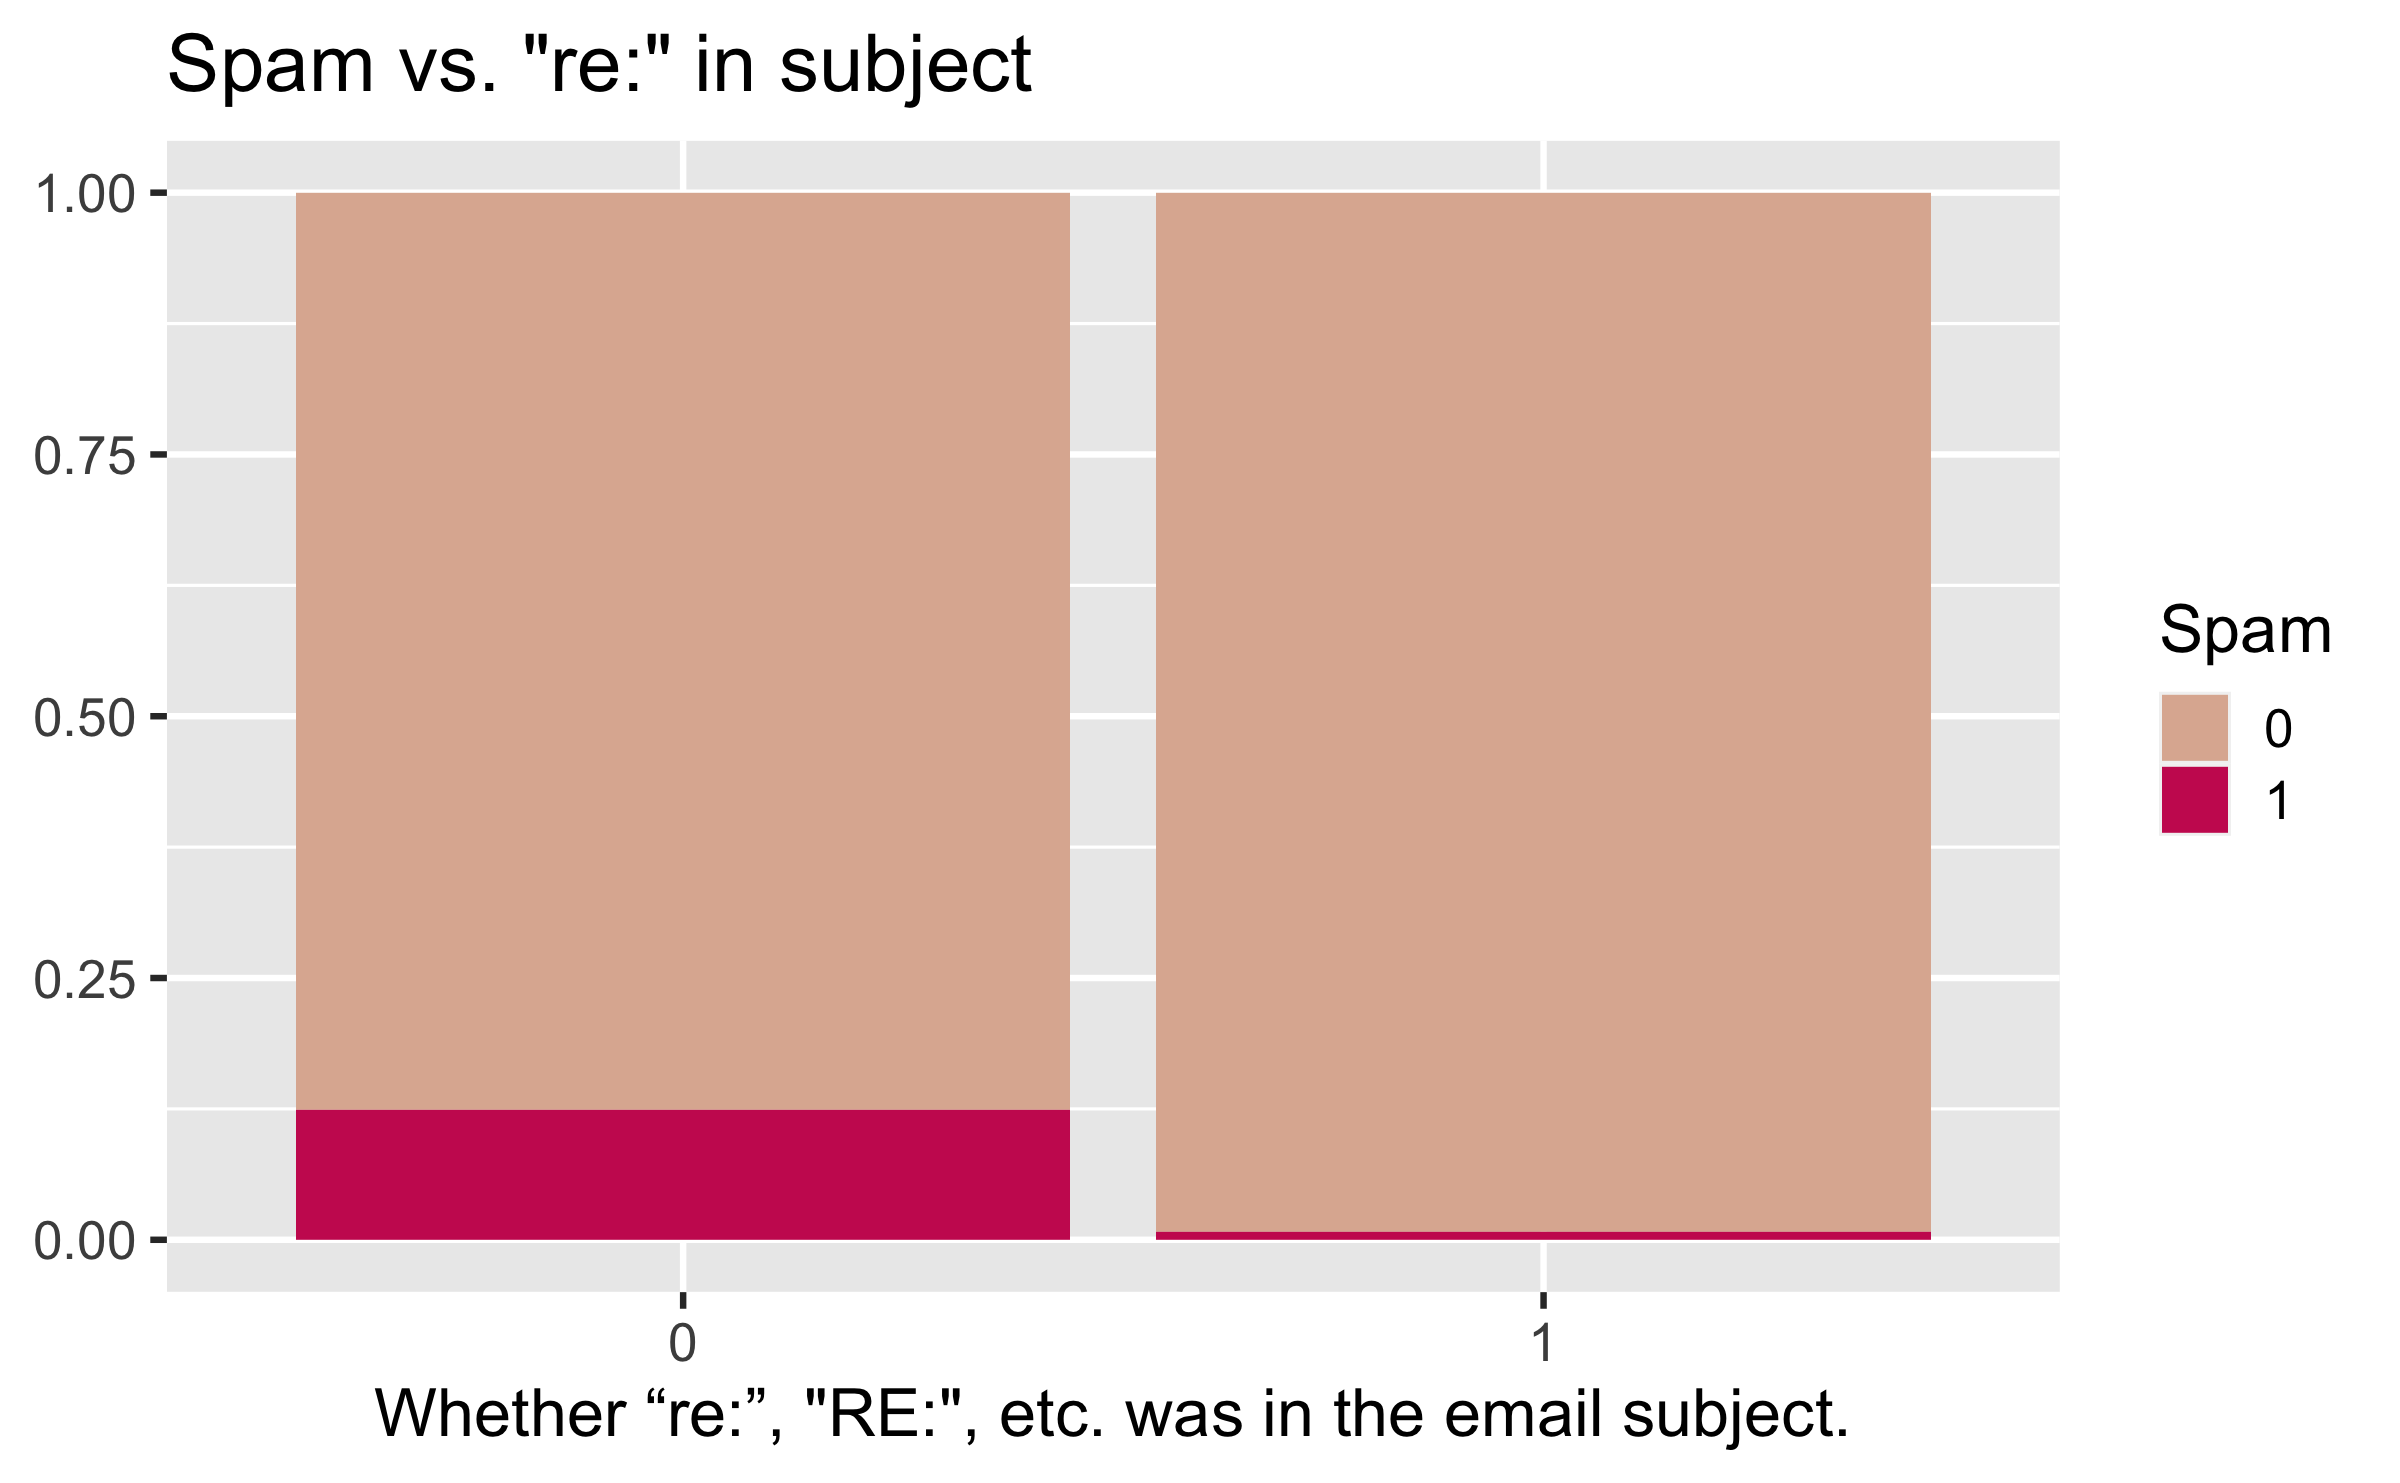 Spam vs. "re:" in subject
1.00
0.75
0.50
0.25
0.00
0 1
Whether “re:”, "RE:", etc. was in the email subject.
Spam
0
1